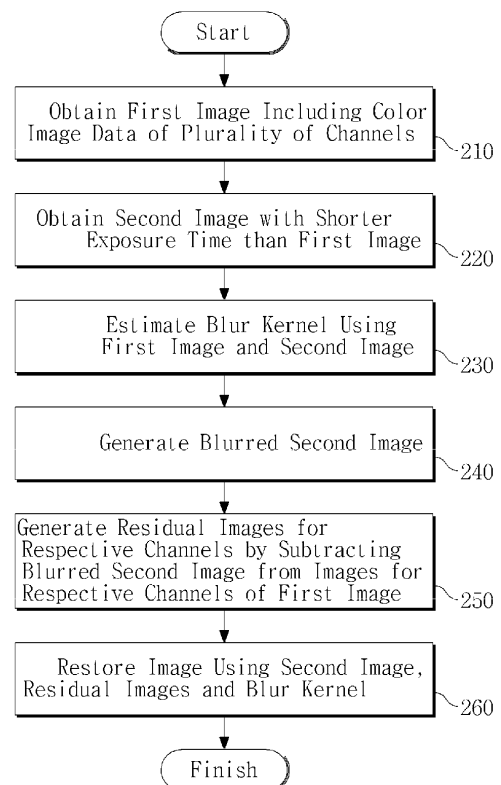 Start
Obtain First Image Including Color
Image Data of Plurality of Channels
210
Obtain Second Image with Shorter
Exposure Time than First Image
220
Estimate Blur Kernel Using
First Image and Second Image
230
Generate Blurred Second Image
240
Generate Residual Images for
Respective Channels by Subtracting
Blurred Second Image from Images for
Respective Channels of First Image
250
Restore Image Using Second Image,
Residual Images and Blur Kernel
260
Finish